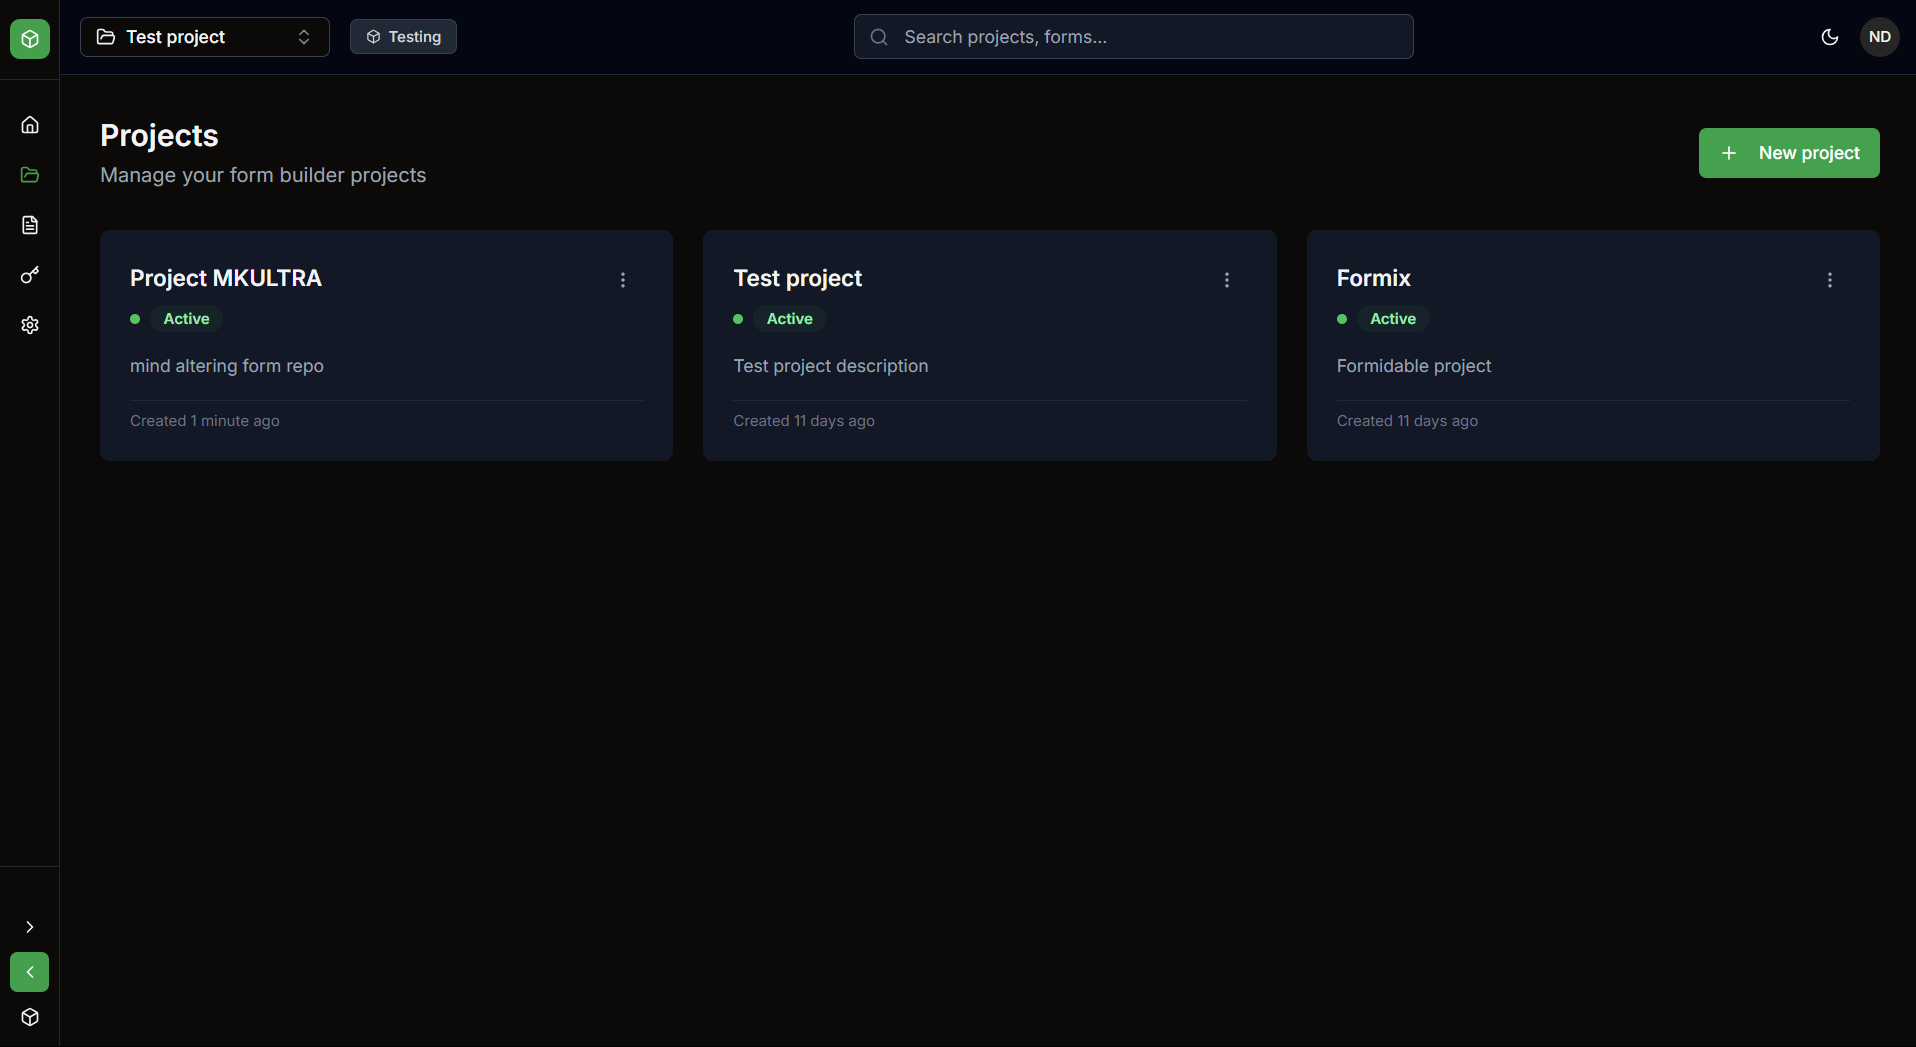 Test project
Testing
Search projects, forms...
ND
Projects
Manage your form builder projects
New project
Project MKULTRA
Active
mind altering form repo
Created 1 minute ago
Test project
Active
Test project description
Created 11 days ago
Formix
Active
Formidable project
Created 11 days ago